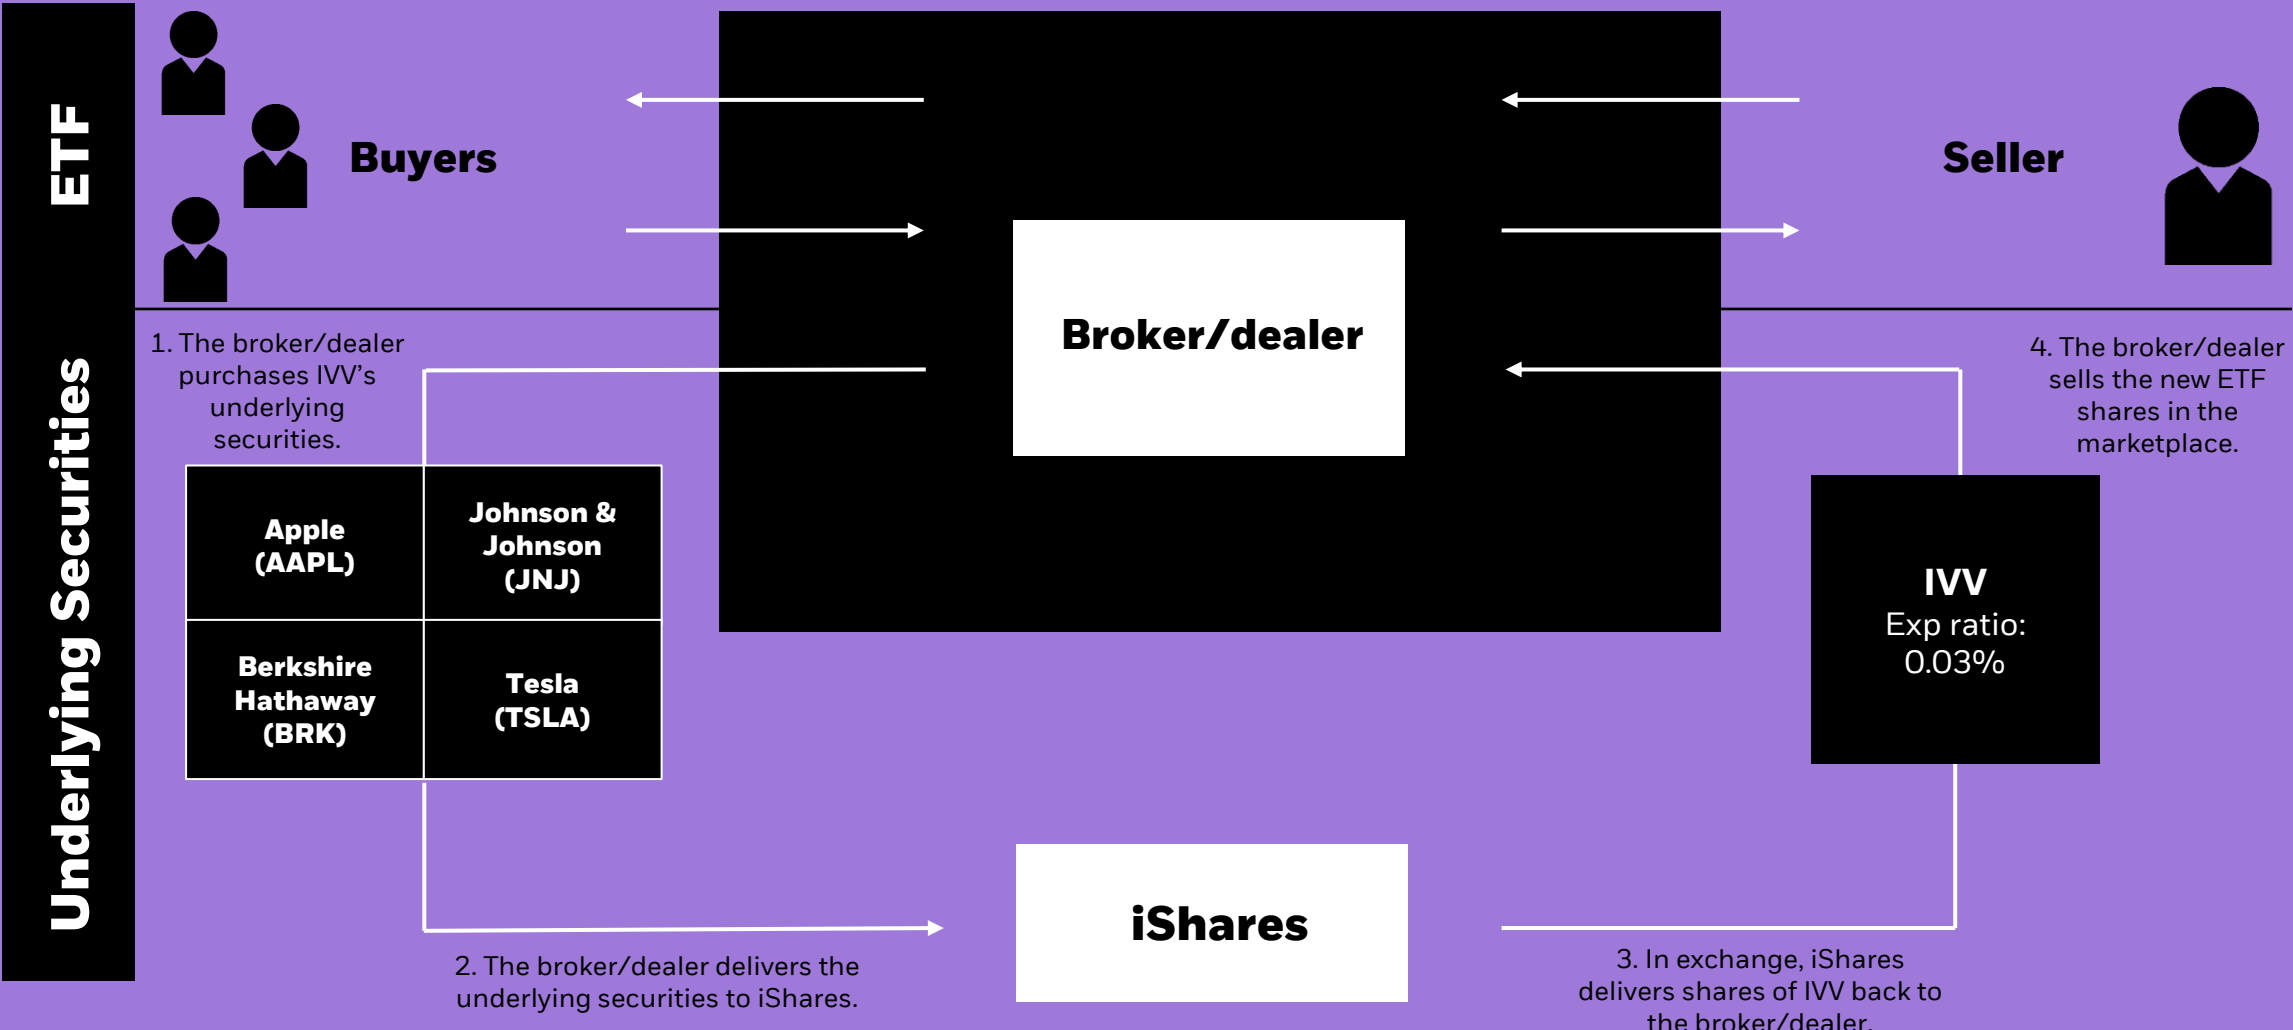 ETF
Buyers
Seller
Broker/dealer
Underlying Securities
1. The broker/dealer
purchases IVV’s
underlying
securities.
4. The broker/dealer
sells the new ETF
shares in the
marketplace.
Apple
(AAPL)
Johnson &
Johnson
(JNJ)
Berkshire
Hathaway
(BRK)
Tesla
(TSLA)
IVV
Exp ratio:
0.03%
iShares
2. The broker/dealer delivers the
underlying securities to iShares.
3. In exchange, iShares
delivers shares of IVV back to
the broker/dealer.